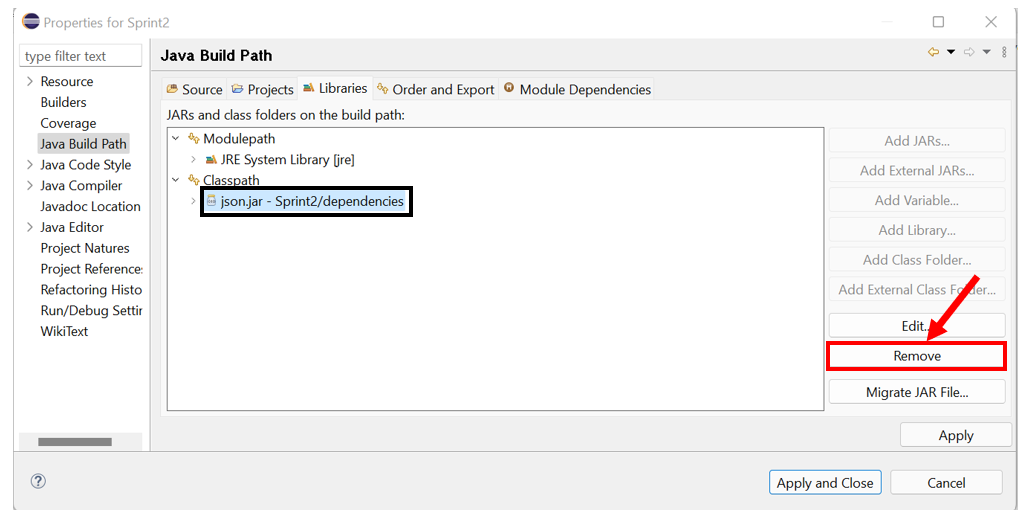 Properties for Sprint2
type filter text
Resource
Builders
Coverage
Java Build Path
Java Code Style
Java Compiler
Javadoc Location
Java Editor
Project Natures
Project References
Refactoring Histo
Run/Debug Settin
WikiText
Java Build Path
Source
Projects
Libraries
Order and Export
Module Dependencies
JARs and class folders on the build path:
Modulepath
JRE System Library [jre]
Classpath
json.jar - Sprint2/dependencies
Add JARs...
Add External JARs...
Add Variable...
Add Library...
Add Class Folder...
Add External Class Folder...
Edit...
Remove
Migrate JAR File...
Apply
Apply and Close
Cancel